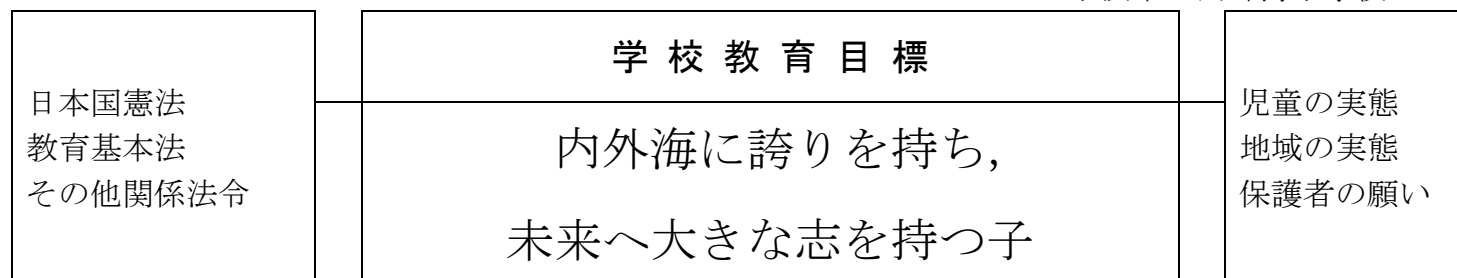 日本国憲法
教育基本法
その他関係法令
学校教育目標
内外海に誇りを持ち,
未来へ大きな志を持つ子
児童の実態
地域の実態
保護者の願い